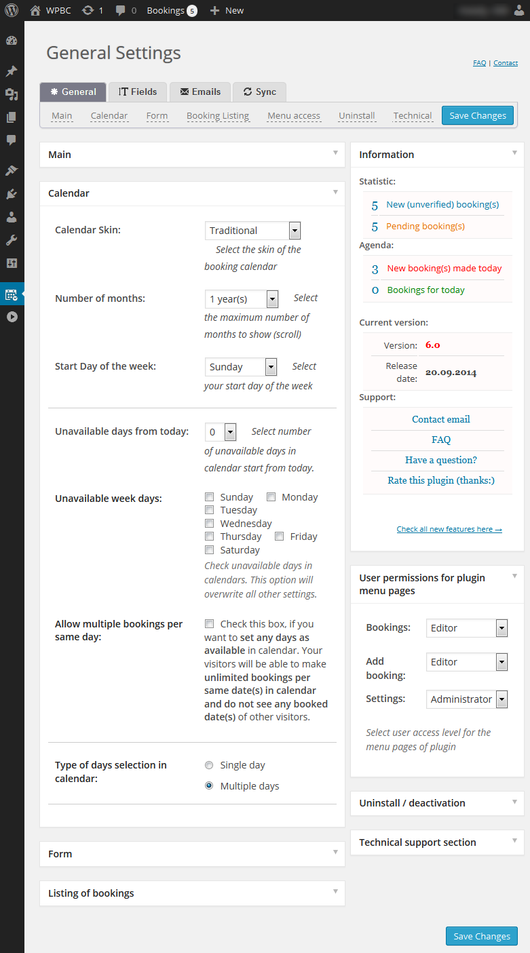 WPBC 1 0 Bookings 5 + New
General Settings
FAQ | Contact
General Fields Emails Sync
Main Calendar Form Booking Listing Menu access Uninstall Technical Save Changes
Main
Calendar
Calendar Skin: Traditional
Select the skin of the
booking calendar
Number of months: 1 year(s) Select
the maximum number of
months to show (scroll)
Start Day of the week: Sunday Select
your start day of the week
Unavailable days from today: 0 Select number
of unavailable days in
calendar start from today.
Unavailable week days: Sunday Monday
Tuesday
Wednesday
Thursday Friday
Saturday
Check unavailable days in
calendars. This option will
overwrite all other settings.
Allow multiple bookings per
same day:
Check this box, if you
want to set any days as
available in calendar. Your
visitors will be able to make
unlimited bookings per
same date(s) in calendar
and do not see any booked
date(s) of other visitors.
Type of days selection in
calendar:
Single day
Multiple days
Form
Listing of bookings
Information
Statistic:
5 New (unverified) booking(s)
5 Pending booking(s)
Agenda:
3 New booking(s) made today
0 Bookings for today
Current version:
Version: 6.0
Release
date: 20.09.2014
Support:
Contact email
FAQ
Have a question?
Rate this plugin (thanks:)
Check all new features here →
User permissions for plugin
menu pages
Bookings: Editor
Add
booking: Editor
Settings: Administrator
Select user access level for the
menu pages of plugin
Uninstall / deactivation
Technical support section
Save Changes